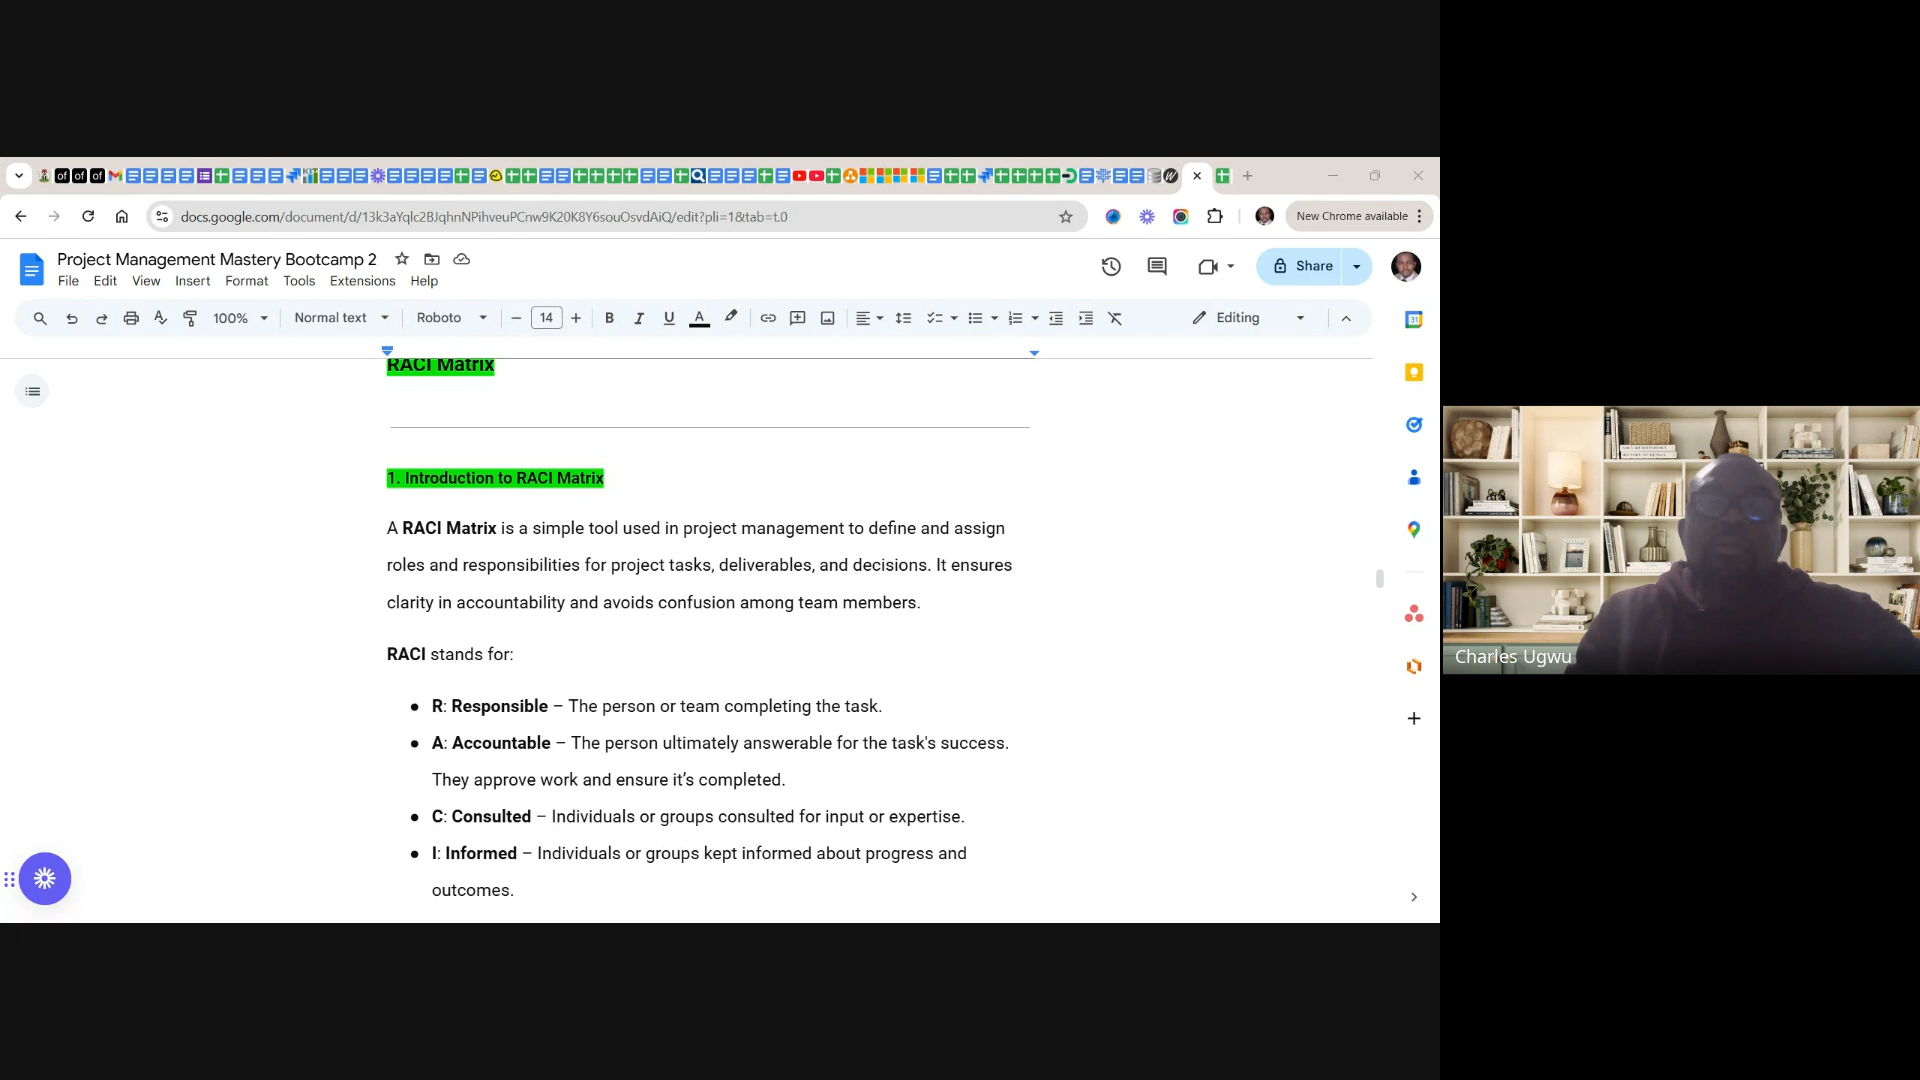 of of of
docs.google.com/document/d/13k3aYqlc2BJqhnNPihveuPCnw9K20K8Y6souOsvdAiQ/edit?pli=1&tab=t.0
New Chrome available
Project Management Mastery Bootcamp 2
File Edit View Insert Format Tools Extensions Help
Share
100% Normal text Roboto 14 B I U A Editing
31
RACI Matrix
1. Introduction to RACI Matrix
A RACI Matrix is a simple tool used in project management to define and assign
roles and responsibilities for project tasks, deliverables, and decisions. It ensures
clarity in accountability and avoids confusion among team members.
RACI stands for:
● R: Responsible – The person or team completing the task.
● A: Accountable – The person ultimately answerable for the task's success.
They approve work and ensure it’s completed.
● C: Consulted – Individuals or groups consulted for input or expertise.
● I: Informed – Individuals or groups kept informed about progress and
outcomes.
Charles Ugwu